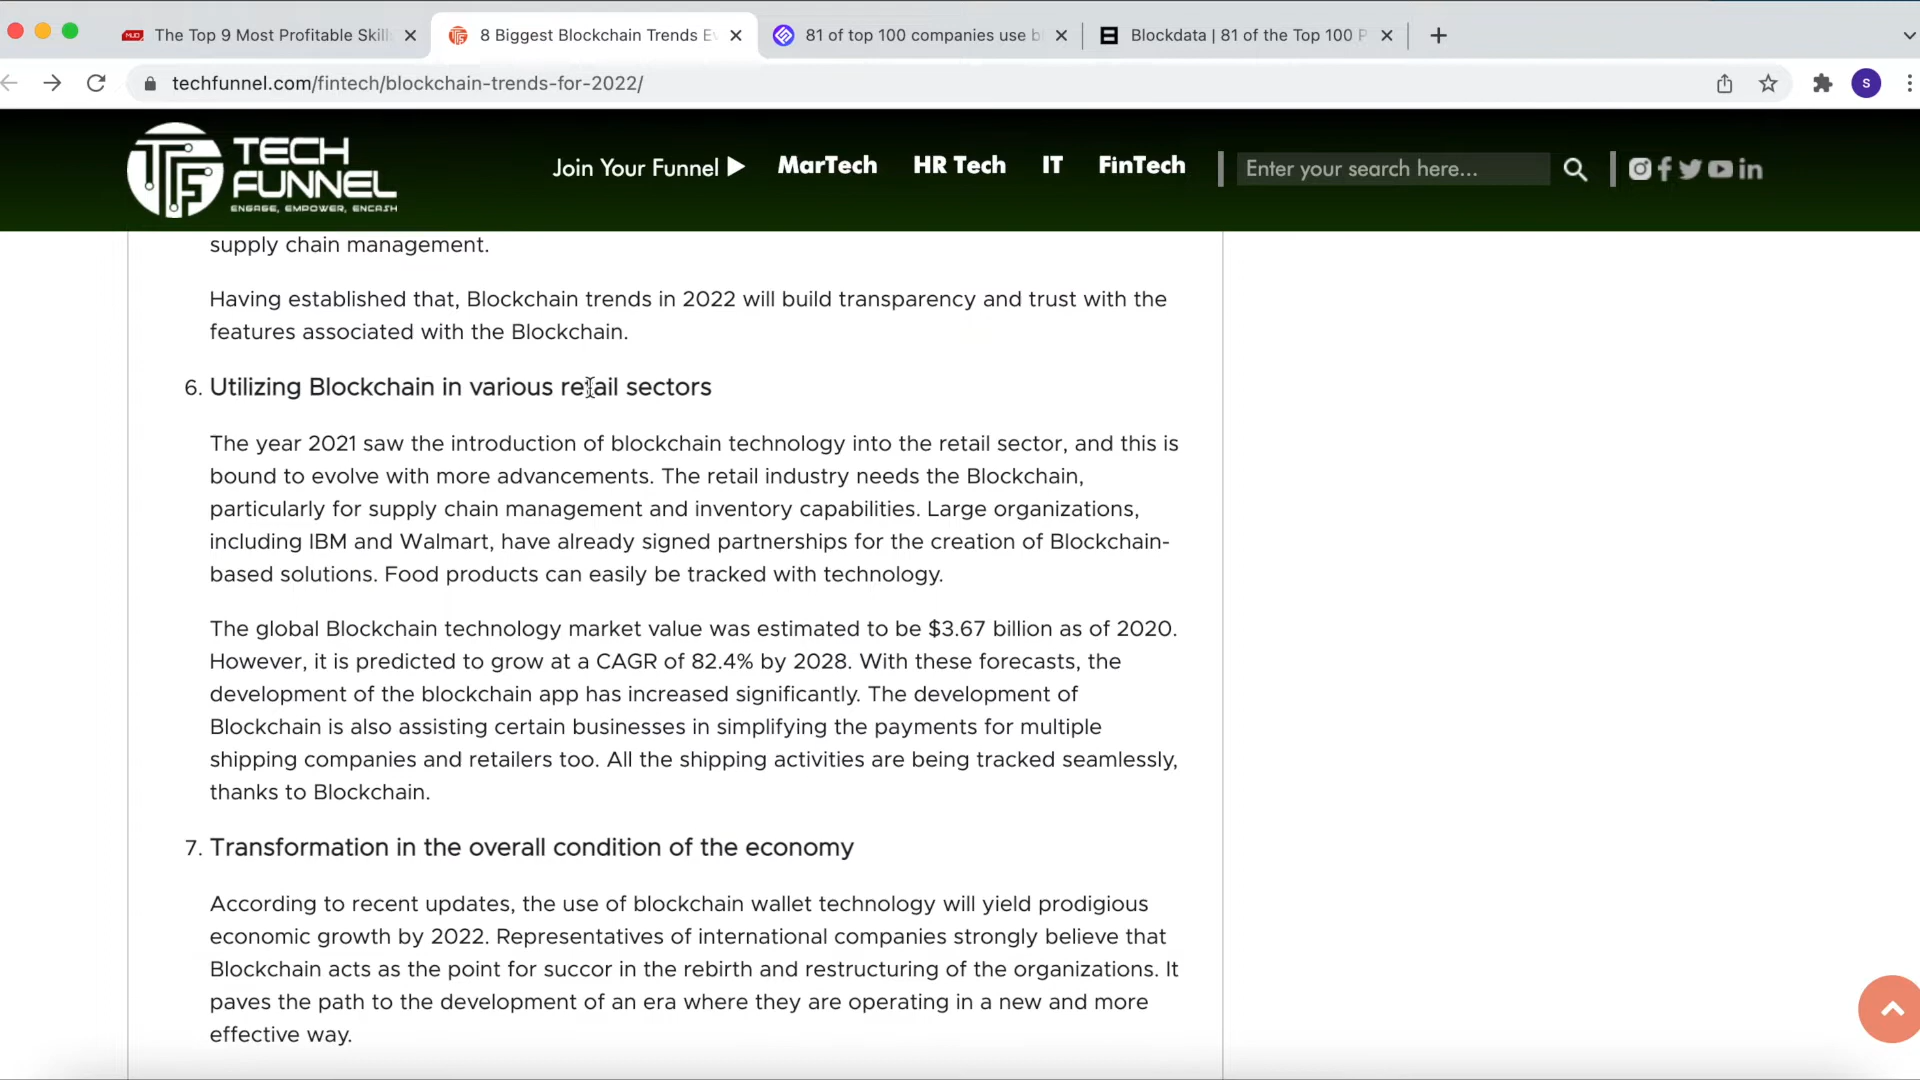 The Top 9 Most Profitable Skill
8 Biggest Blockchain Trends Ev
81 of top 100 companies use bl
Blockdata | 81 of the Top 100 P
techfunnel.com/fintech/blockchain-trends-for-2022/
S
TECH
FUNNEL
ENGAGE, EMPOWER, ENCASH
Join Your Funnel
MarTech
HR Tech
IT
FinTech
Enter your search here...
supply chain management.
Having established that, Blockchain trends in 2022 will build transparency and trust with the
features associated with the Blockchain.
6. Utilizing Blockchain in various retail sectors
The year 2021 saw the introduction of blockchain technology into the retail sector, and this is
bound to evolve with more advancements. The retail industry needs the Blockchain,
particularly for supply chain management and inventory capabilities. Large organizations,
including IBM and Walmart, have already signed partnerships for the creation of Blockchain-
based solutions. Food products can easily be tracked with technology.
The global Blockchain technology market value was estimated to be $3.67 billion as of 2020.
However, it is predicted to grow at a CAGR of 82.4% by 2028. With these forecasts, the
development of the blockchain app has increased significantly. The development of
Blockchain is also assisting certain businesses in simplifying the payments for multiple
shipping companies and retailers too. All the shipping activities are being tracked seamlessly,
thanks to Blockchain.
7. Transformation in the overall condition of the economy
According to recent updates, the use of blockchain wallet technology will yield prodigious
economic growth by 2022. Representatives of international companies strongly believe that
Blockchain acts as the point for succor in the rebirth and restructuring of the organizations. It
paves the path to the development of an era where they are operating in a new and more
effective way.